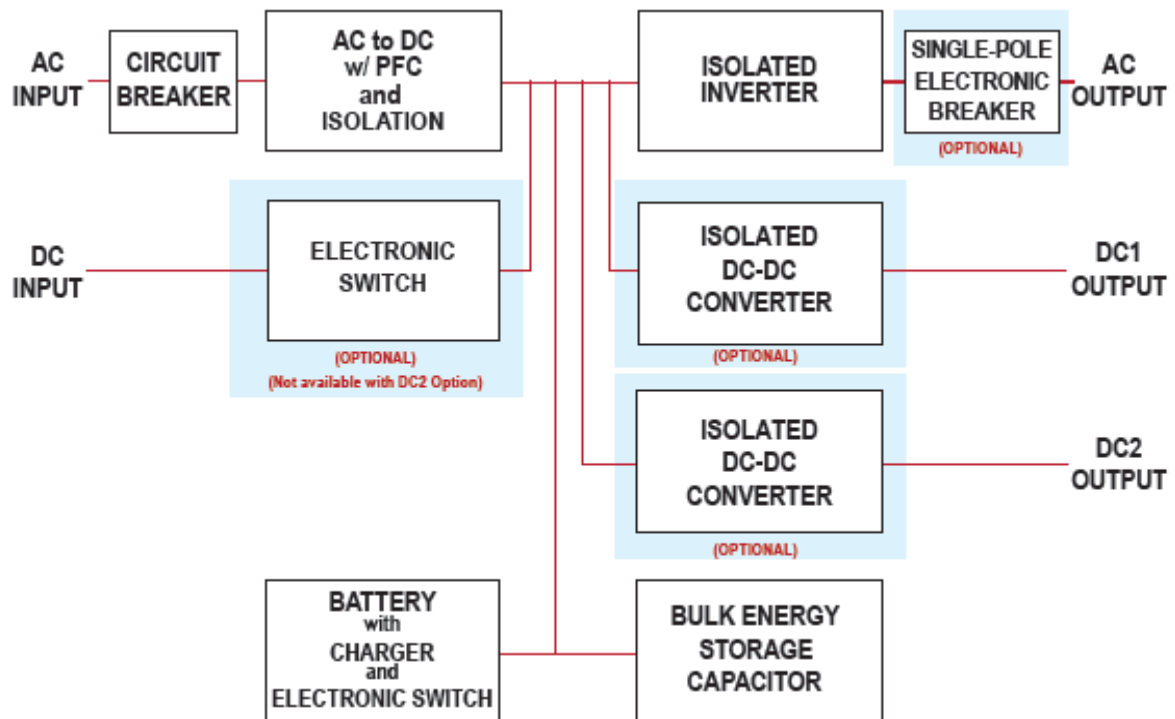 AC
INPUT
CIRCUIT
BREAKER
AC to DC
w/ PFC
and
ISOLATION
ISOLATED
INVERTER
SINGLE-POLE
ELECTRONIC
BREAKER
(OPTIONAL)
AC
OUTPUT
DC
INPUT
ELECTRONIC
SWITCH
(OPTIONAL)
(Not available with DC2 Option)
ISOLATED
DC-DC
CONVERTER
(OPTIONAL)
DC1
OUTPUT
ISOLATED
DC-DC
CONVERTER
(OPTIONAL)
DC2
OUTPUT
BATTERY
with
CHARGER
and
ELECTRONIC SWITCH
BULK ENERGY
STORAGE
CAPACITOR